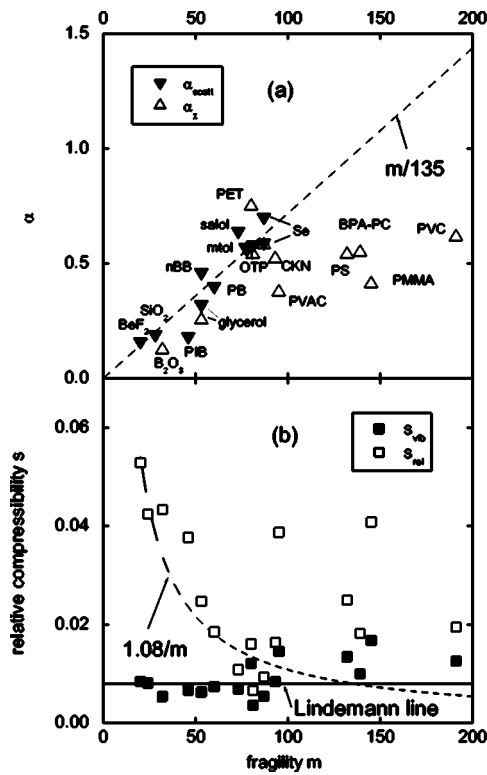 0 50 100 150 200
1.5
(a)
α_scatt
α_χ
m/135
1.0
PET
Se
BPA-PC
PVC
salol
mtol
α
0.5
nBB
OTP
CKN
PS
PMMA
SiO₂
PB
PVAC
BeF₂
glycerol
B₂O₃
PIB
0.0
0.06
(b)
S_vib
S_rel
relative compressibility s
0.04
0.02
1.08/m
Lindemann line
0.00
0 50 100 150 200
fragility m